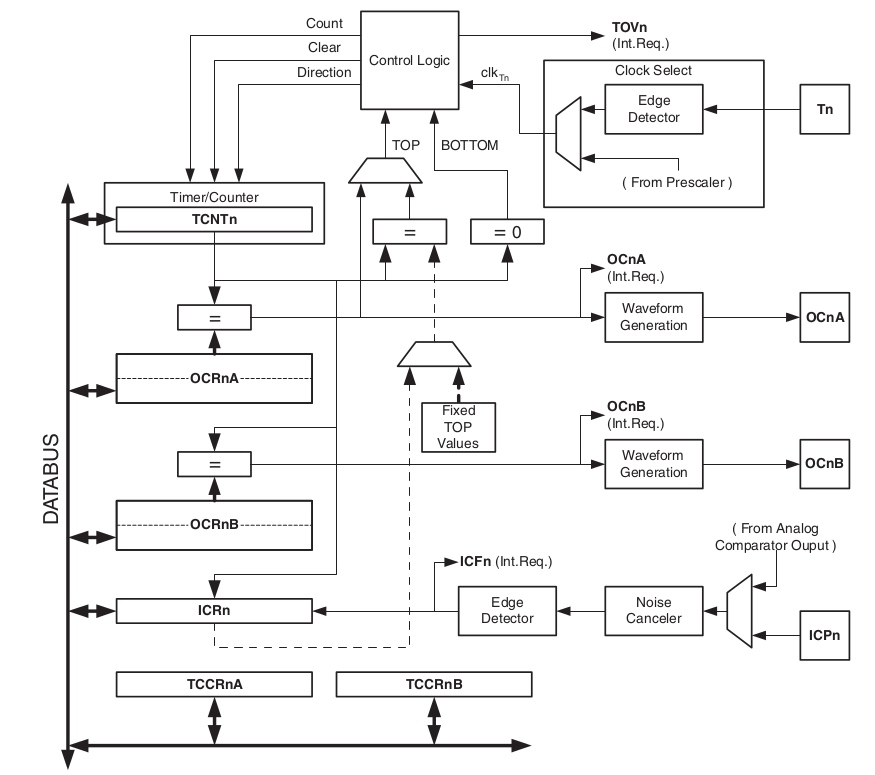 Count
Clear
Direction
Control Logic
TOVn
(Int.Req.)
clkTn
Clock Select
Edge
Detector
Tn
( From Prescaler )
TOP
BOTTOM
Timer/Counter
TCNTn
=
= 0
OCnA
(Int.Req.)
=
Waveform
Generation
OCnA
OCRnA
Fixed
TOP
Values
OCnB
(Int.Req.)
=
Waveform
Generation
OCnB
DATABUS
OCRnB
( From Analog
Comparator Ouput )
ICFn (Int.Req.)
ICRn
Edge
Detector
Noise
Canceler
ICPn
TCCRnA
TCCRnB